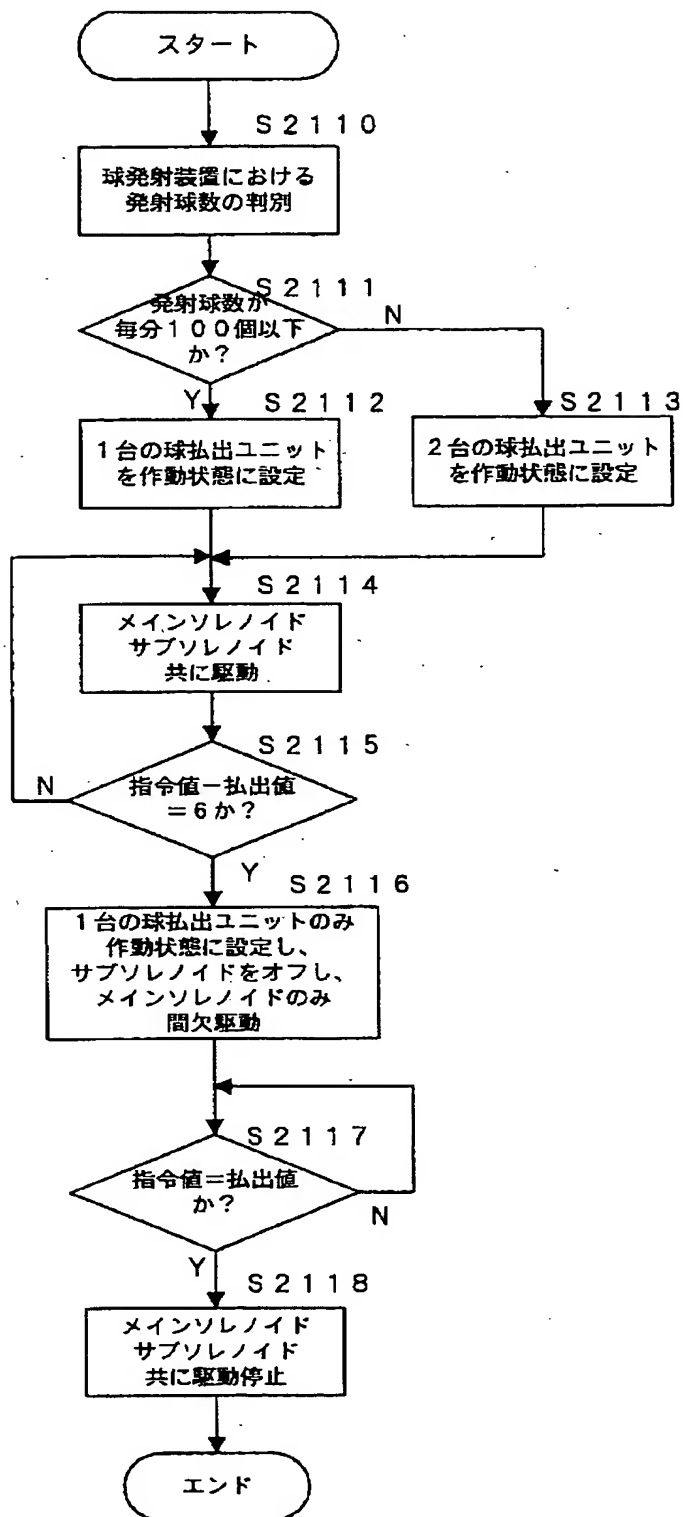 スタート
S2110
球発射装置における
発射球数の判別
S2111
発射球数が
毎分100個以下
か?
N
Y
S2112
S2113
1台の球払出ユニット
を作動状態に設定
2台の球払出ユニット
を作動状態に設定
S2114
メインソレノイド
サブソレノイド
共に駆動
S2115
N
指令値-払出値
=6か?
Y
S2116
1台の球払出ユニットのみ
作動状態に設定し、
サブソレノイドをオフし、
メインソレノイドのみ
間欠駆動
S2117
指令値=払出値
か?
N
Y
S2118
メインソレノイド
サブソレノイド
共に駆動停止
エンド